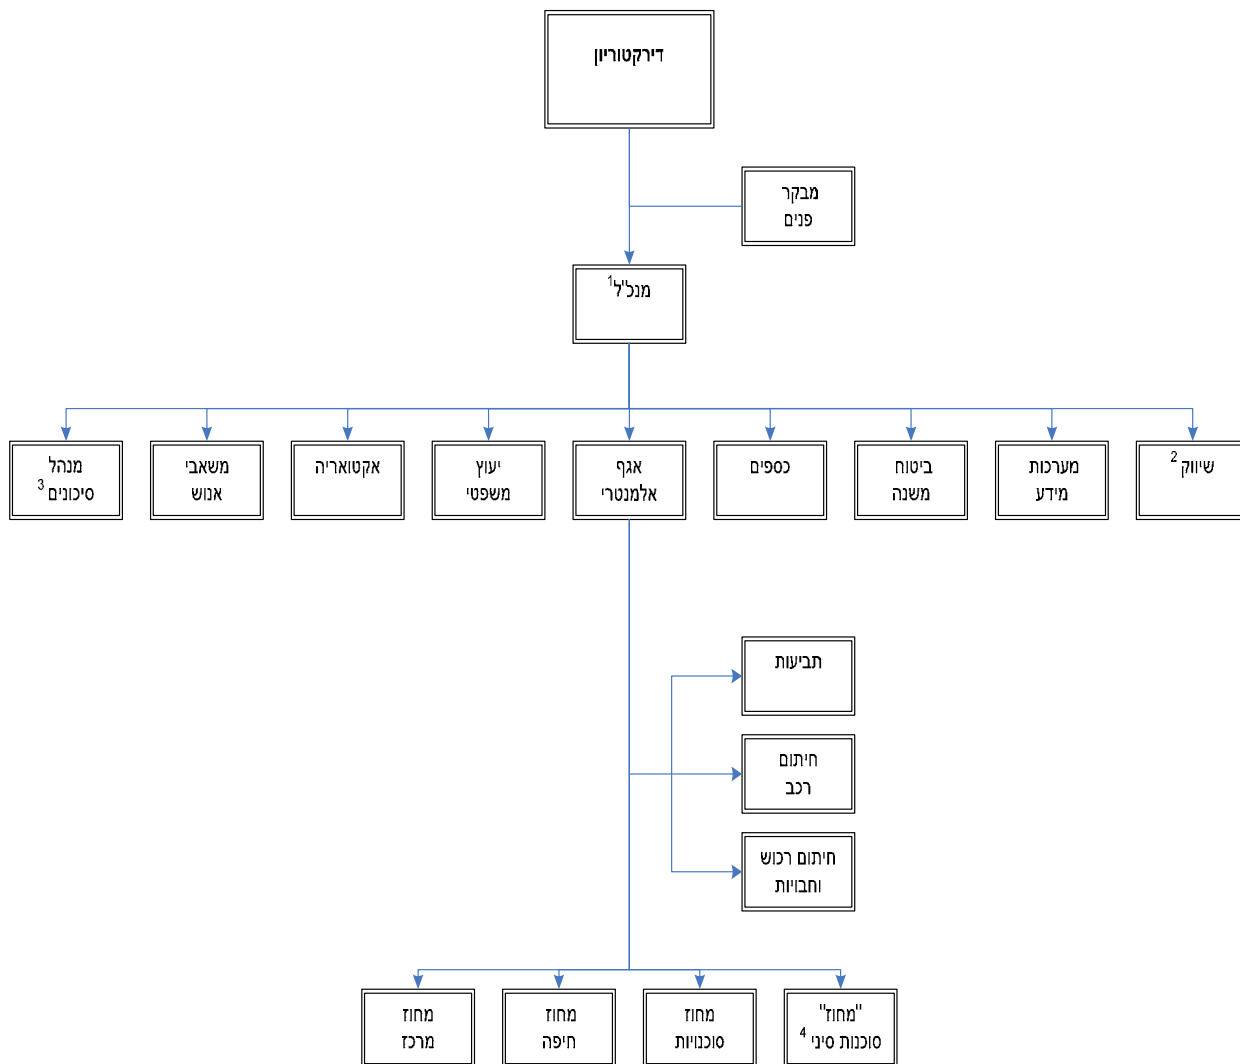 דירקטוריון
מבקר
פנים
מנכ"ל 1
שיווק 2
מערכות
מידע
ביטוח
משנה
כספים
אגף
אלמנטרי
יעוץ
משפטי
אקטואריה
משאבי
אנוש
מנהל
סיכונים 3
תביעות
חיתום
רכב
חיתום רכוש
וחבויות
"מחוז"
סוכנות סיני 4
מחוז
סוכנויות
מחוז
חיפה
מחוז
מרכז